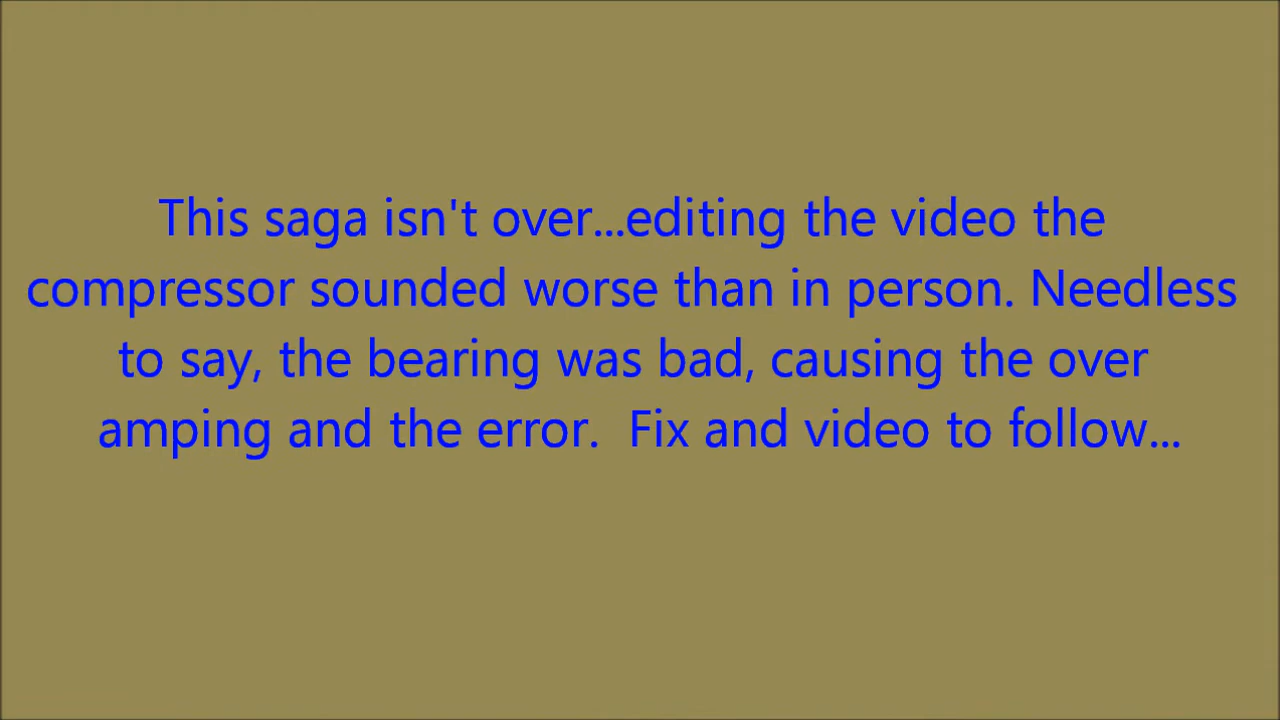 This saga isn't over...editing the video the
compressor sounded worse than in person. Needless
to say, the bearing was bad, causing the over
amping and the error.  Fix and video to follow...